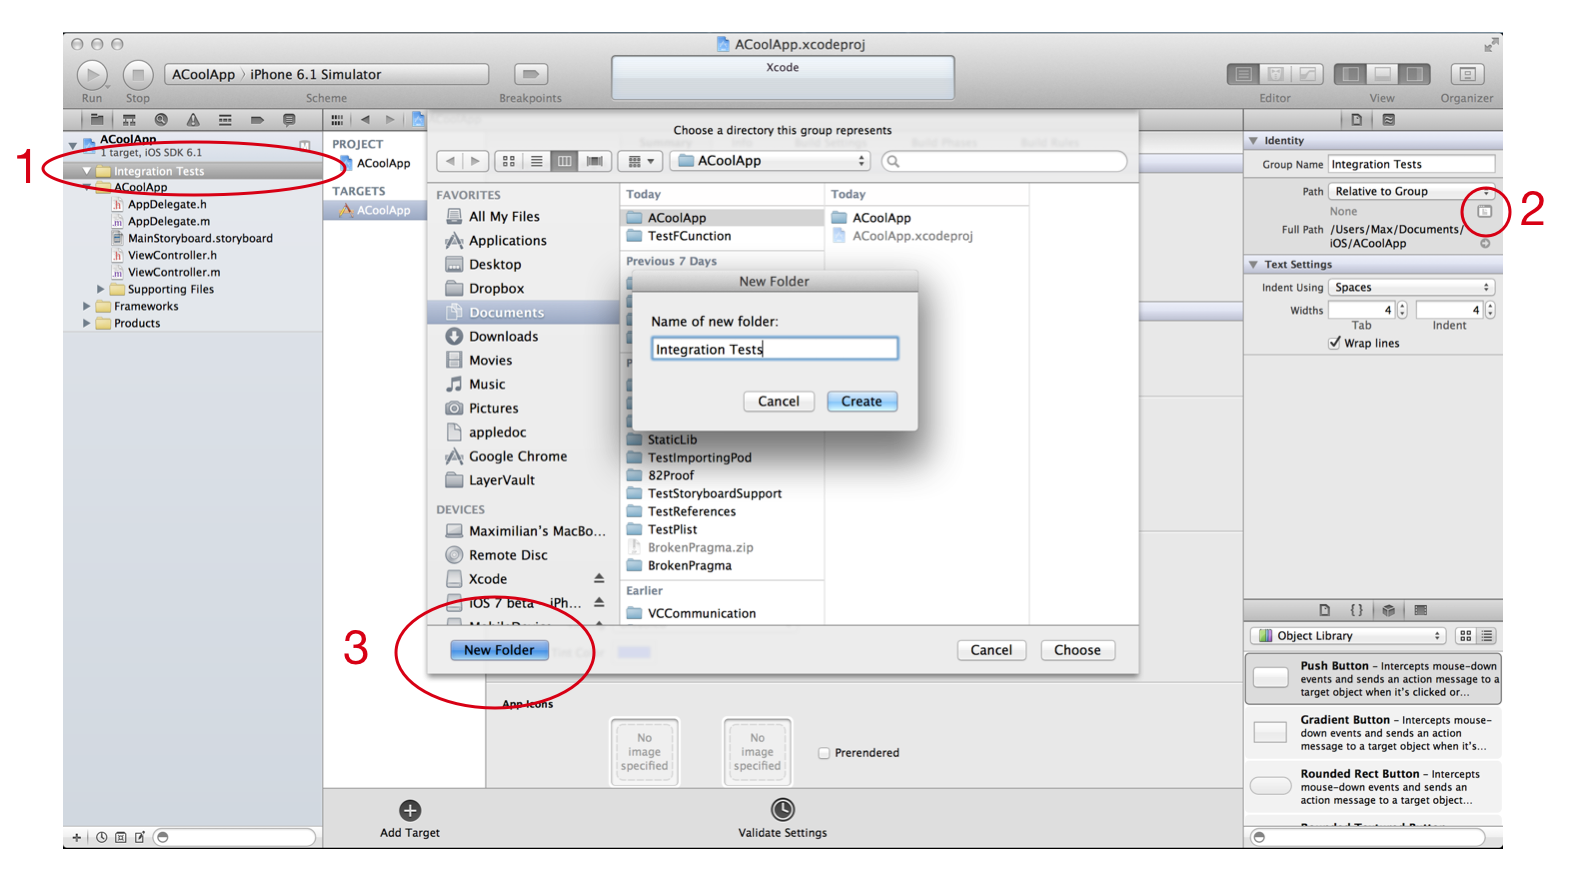 ACoolApp.xcodeproj
ACoolApp
iPhone 6.1 Simulator
Xcode
Run
Stop
Scheme
Breakpoints
Editor
View
Organizer
1
ACoolApp
1 target, iOS SDK 6.1
Integration Tests
ACoolApp
AppDelegate.h
AppDelegate.m
MainStoryboard.storyboard
ViewController.h
ViewController.m
Supporting Files
Frameworks
Products
PROJECT
ACoolApp
TARGETS
ACoolApp
Choose a directory this group represents
ACoolApp
FAVORITES
All My Files
Applications
Desktop
Dropbox
Documents
Downloads
Movies
Music
Pictures
appledoc
Google Chrome
LayerVault
DEVICES
Maximilian's MacBo...
Remote Disc
Xcode
iOS 7 beta iPh...
Today
ACoolApp
TestFCunction
Previous 7 Days
StaticLib
TestImportingPod
82Proof
TestStoryboardSupport
TestReferences
TestPlist
BrokenPragma.zip
BrokenPragma
Earlier
VCCommunication
Today
ACoolApp
ACoolApp.xcodeproj
New Folder
Name of new folder:
Integration Tests
Cancel
Create
3
New Folder
Cancel
Choose
App Icons
No
image
specified
No
image
specified
Prerendered
Add Target
Validate Settings
Identity
Group Name Integration Tests
Path Relative to Group
None
2
Full Path /Users/Max/Documents/
iOS/ACoolApp
Text Settings
Indent Using Spaces
Widths 4 4
Tab Indent
Wrap lines
Object Library
Push Button – Intercepts mouse-down
events and sends an action message to a
target object when it's clicked or...
Gradient Button – Intercepts mouse-
down events and sends an action
message to a target object when it's...
Rounded Rect Button – Intercepts
mouse-down events and sends an
action message to a target object...